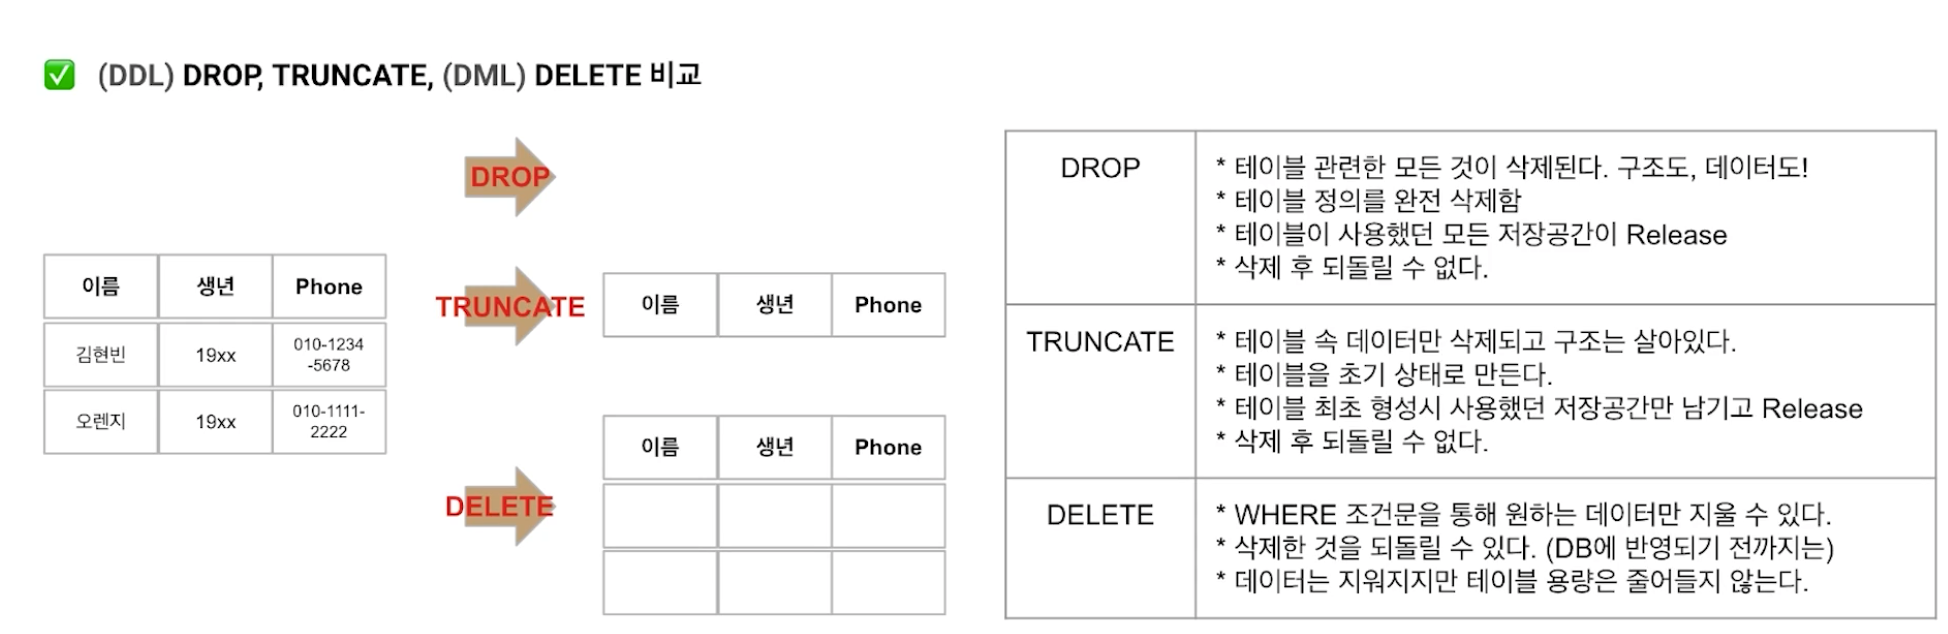 ✅ (DDL) DROP, TRUNCATE, (DML) DELETE 비교
이름 생년 Phone
김현빈 19xx 010-1234
-5678
오렌지 19xx 010-1111-
2222
DROP
TRUNCATE
이름 생년 Phone
DELETE
이름 생년 Phone
DROP
* 테이블 관련한 모든 것이 삭제된다. 구조도, 데이터도!
* 테이블 정의를 완전 삭제함
* 테이블이 사용했던 모든 저장공간이 Release
* 삭제 후 되돌릴 수 없다.
TRUNCATE
* 테이블 속 데이터만 삭제되고 구조는 살아있다.
* 테이블을 초기 상태로 만든다.
* 테이블 최초 형성시 사용했던 저장공간만 남기고 Release
* 삭제 후 되돌릴 수 없다.
DELETE
* WHERE 조건문을 통해 원하는 데이터만 지울 수 있다.
* 삭제한 것을 되돌릴 수 있다. (DB에 반영되기 전까지는)
* 데이터는 지워지지만 테이블 용량은 줄어들지 않는다.